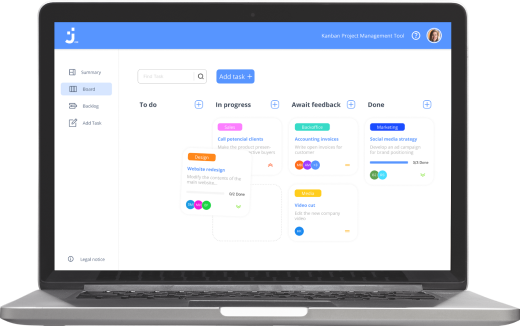 Kanban Project Management Tool
Summary
Board
Backlog
Add Task
Legal notice
Find Task
Add task +
To do
In progress
Await feedback
Done
Sales
Call potencial clients
Make the product proven
Design
Website redesign
Modify the contents of the
main website...
0/2 Done
Backoffice
Accounting invoices
Write open invoices for
customer
Media
Video cut
Edit the new company
video
Marketing
Social media strategy
Develop an ad campaign
for brand positioning
3/3 Done